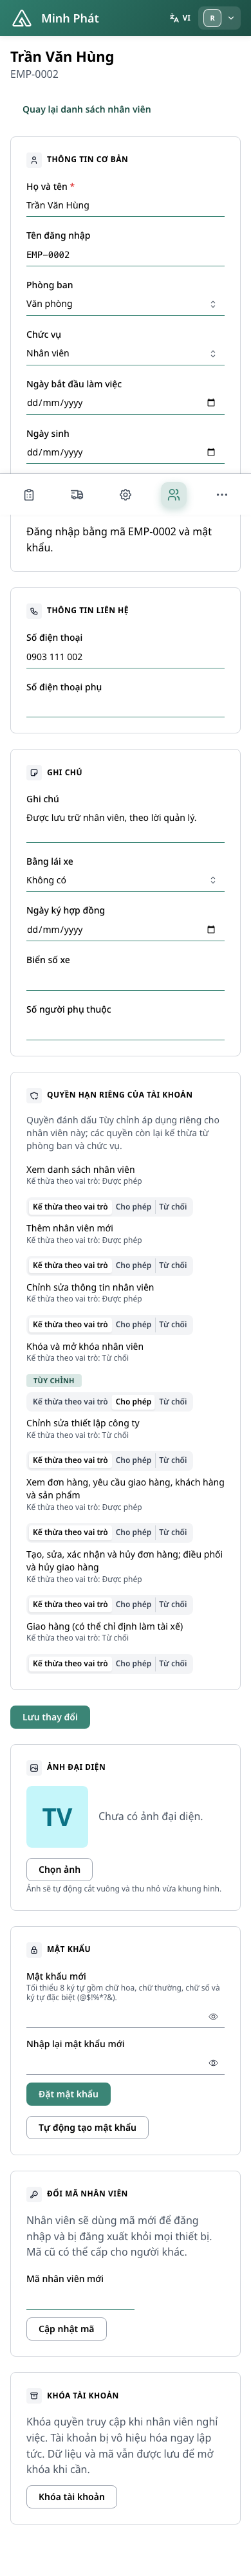 Minh Phát
VI
R
Trần Văn Hùng
EMP-0002
Quay lại danh sách nhân viên
THÔNG TIN CƠ BẢN
Họ và tên *
Trần Văn Hùng
Tên đăng nhập
EMP-0002
Phòng ban
Văn phòng
Chức vụ
Nhân viên
Ngày bắt đầu làm việc
dd/mm/yyyy
Ngày sinh
dd/mm/yyyy
Đăng nhập bằng mã EMP-0002 và mật
khẩu.
THÔNG TIN LIÊN HỆ
Số điện thoại
0903 111 002
Số điện thoại phụ
GHI CHÚ
Ghi chú
Được lưu trữ nhân viên, theo lời quản lý.
Bằng lái xe
Không có
Ngày ký hợp đồng
dd/mm/yyyy
Biển số xe
Số người phụ thuộc
QUYỀN HẠN RIÊNG CỦA TÀI KHOẢN
Quyền đánh dấu Tùy chỉnh áp dụng riêng cho
nhân viên này; các quyền còn lại kế thừa từ
phòng ban và chức vụ.
Xem danh sách nhân viên
Kế thừa theo vai trò: Được phép
Kế thừa theo vai trò Cho phép Từ chối
Thêm nhân viên mới
Kế thừa theo vai trò: Được phép
Kế thừa theo vai trò Cho phép Từ chối
Chỉnh sửa thông tin nhân viên
Kế thừa theo vai trò: Được phép
Kế thừa theo vai trò Cho phép Từ chối
Khóa và mở khóa nhân viên
Kế thừa theo vai trò: Từ chối
TÙY CHỈNH
Kế thừa theo vai trò Cho phép Từ chối
Chỉnh sửa thiết lập công ty
Kế thừa theo vai trò: Từ chối
Kế thừa theo vai trò Cho phép Từ chối
Xem đơn hàng, yêu cầu giao hàng, khách hàng
và sản phẩm
Kế thừa theo vai trò: Được phép
Kế thừa theo vai trò Cho phép Từ chối
Tạo, sửa, xác nhận và hủy đơn hàng; điều phối
và hủy giao hàng
Kế thừa theo vai trò: Được phép
Kế thừa theo vai trò Cho phép Từ chối
Giao hàng (có thể chỉ định làm tài xế)
Kế thừa theo vai trò: Từ chối
Kế thừa theo vai trò Cho phép Từ chối
Lưu thay đổi
ẢNH ĐẠI DIỆN
TV
Chưa có ảnh đại diện.
Chọn ảnh
Ảnh sẽ tự động cắt vuông và thu nhỏ vừa khung hình.
MẬT KHẨU
Mật khẩu mới
Tối thiểu 8 ký tự gồm chữ hoa, chữ thường, chữ số và
ký tự đặc biệt (@$!%*?&).
Nhập lại mật khẩu mới
Đặt mật khẩu
Tự động tạo mật khẩu
ĐỔI MÃ NHÂN VIÊN
Nhân viên sẽ dùng mã mới để đăng
nhập và bị đăng xuất khỏi mọi thiết bị.
Mã cũ có thể cấp cho người khác.
Mã nhân viên mới
Cập nhật mã
KHÓA TÀI KHOẢN
Khóa quyền truy cập khi nhân viên nghỉ
việc. Tài khoản bị vô hiệu hóa ngay lập
tức. Dữ liệu và mã vẫn được lưu để mở
khóa khi cần.
Khóa tài khoản